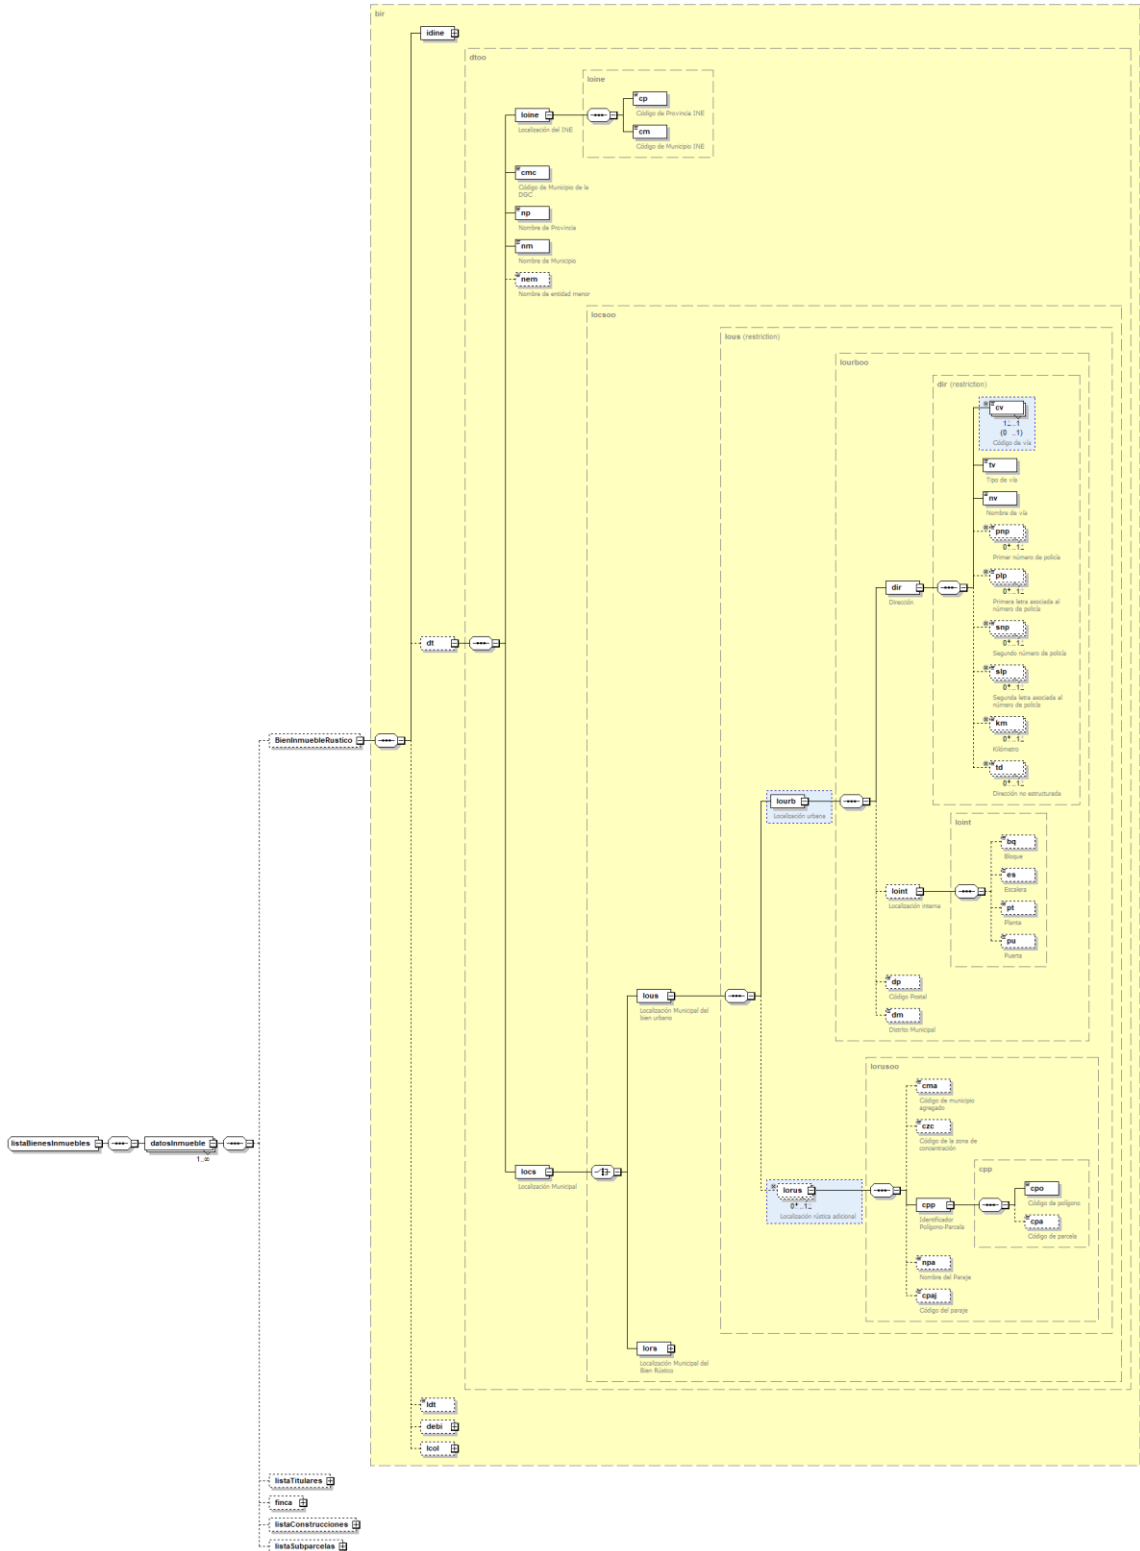 bir
idine
dtoo
loine
cp
Código de Provincia INE
loine
Localización del INE
cm
Código de Municipio INE
cmc
Código de Municipio de la
DGC
np
Nombre de Provincia
nm
Nombre de Municipio
nem
Nombre de entidad menor
locsoo
lous (restriction)
lourboo
dir (restriction)
cv
1..1
(0 ..1)
Código de vía
tv
Tipo de vía
nv
Nombre de vía
pnp
0*..1
Primer número de policía
plp
0*..1
Primera letra asociada al
número de policía
dir
Dirección
snp
0*..1
Segundo número de policía
slp
0*..1
Segunda letra asociada al
número de policía
km
0*..1
Kilómetro
td
0*..1
Dirección no estructurada
dt
BienInmuebleRustico
lourb
Localización urbana
loint
bq
Bloque
es
Escalera
loint
Localización interna
pt
Planta
pu
Puerta
dp
Código Postal
dm
Distrito Municipal
lous
Localización Municipal del
bien urbano
lorusoo
cma
Código de municipio
agregado
czc
Código de la zona de
concentración
listaBienesInmuebles
datosInmueble
1..∞
locs
Localización Municipal
lorus
0*..1
Localización rústica adicional
cpp
cpo
Código de polígono
cpp
Identificador
Polígono-Parcela
cpa
Código de parcela
npa
Nombre del Paraje
cpaj
Código del paraje
lors
Localización Municipal del
Bien Rústico
ldt
debi
lcol
listaTitulares
finca
listaConstrucciones
listaSubparcelas